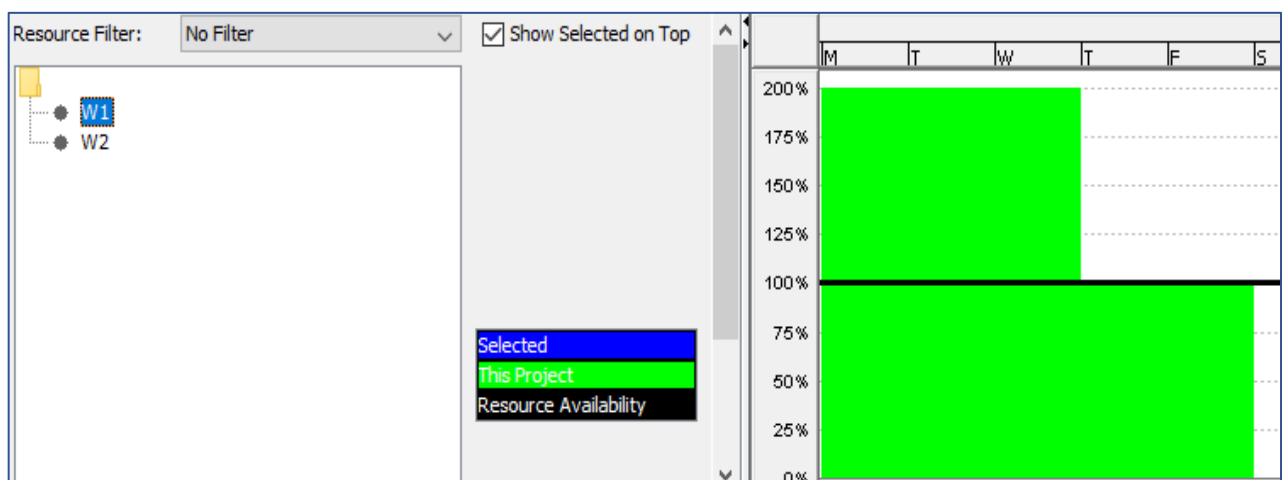 Resource Filter: No Filter Show Selected on Top
W1
W2
Selected
This Project
Resource Availability
M T W T F S
200%
175%
150%
125%
100%
75%
50%
25%
0%